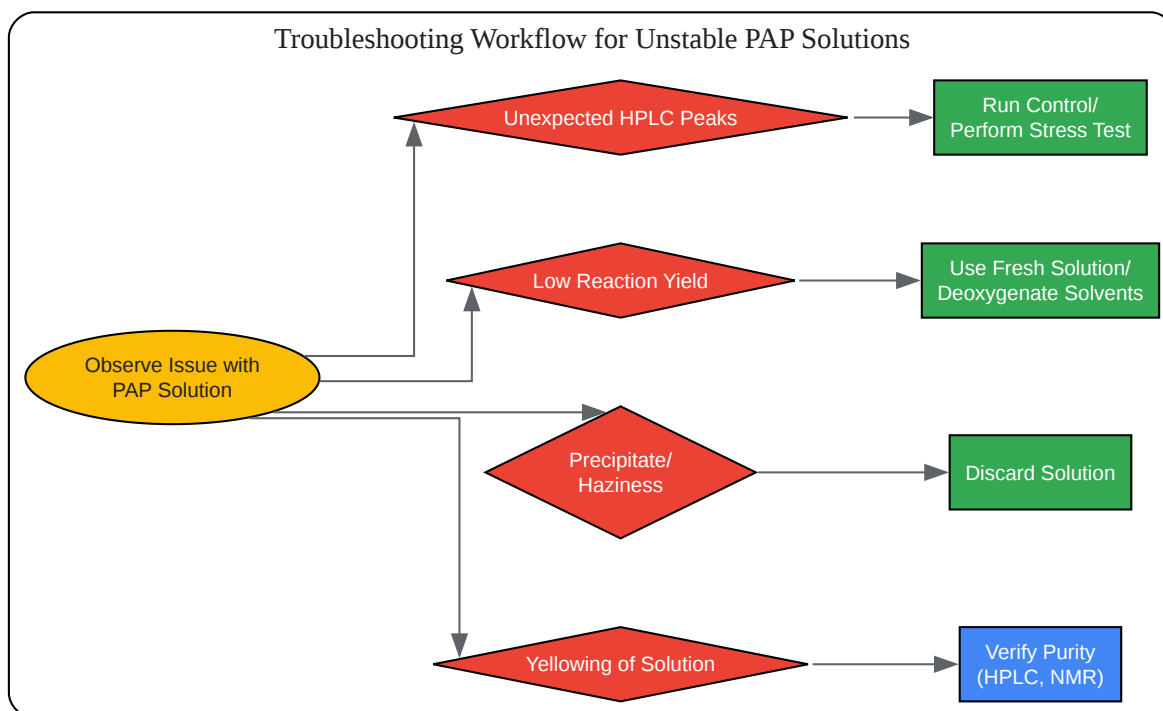 Troubleshooting Workflow for Unstable PAP Solutions
Unexpected HPLC Peaks
Run Control/
Perform Stress Test
Low Reaction Yield
Use Fresh Solution/
Deoxygenate Solvents
Observe Issue with
PAP Solution
Precipitate/
Haziness
Discard Solution
Yellowing of Solution
Verify Purity
(HPLC, NMR)